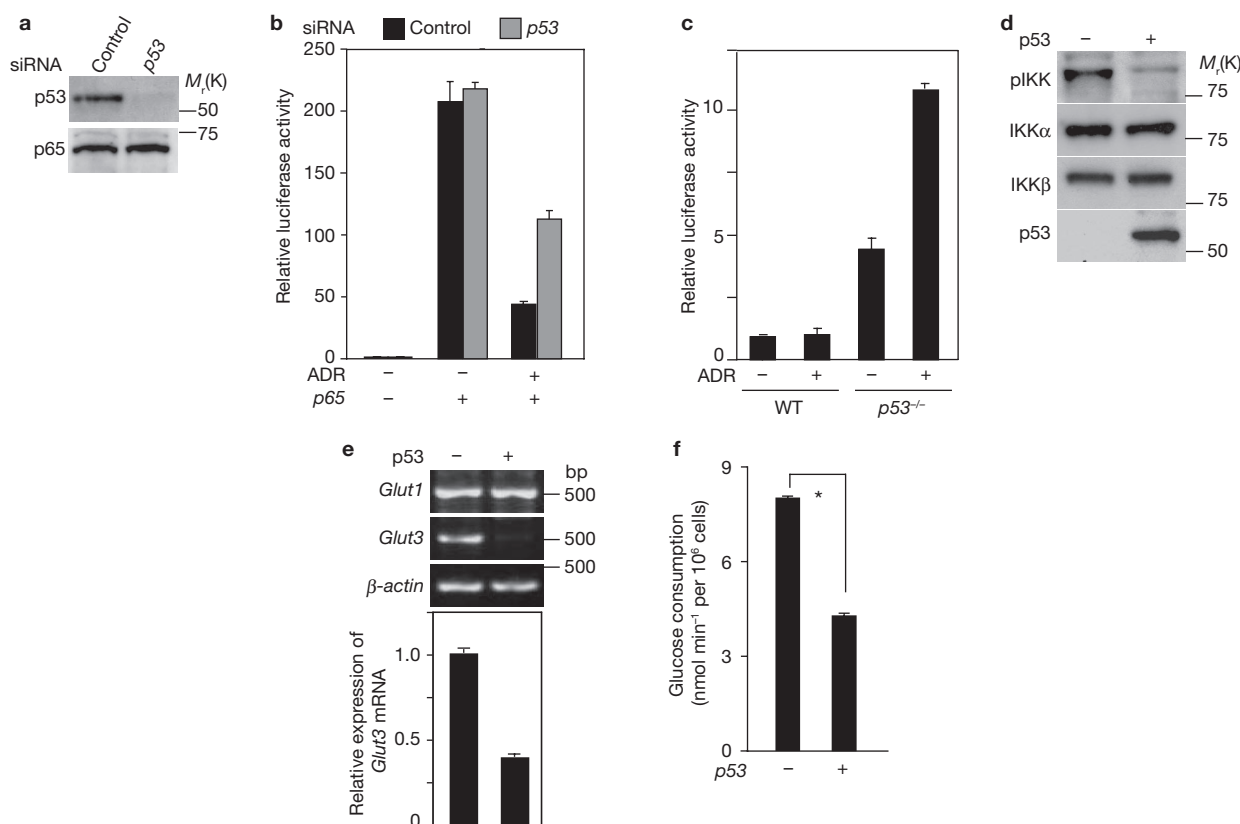 a
siRNA
Control
p53
Mr(K)
p53
50
75
p65
b
siRNA Control p53
Relative luciferase activity
250
200
150
100
50
0
ADR − − +
p65 − + +
c
Relative luciferase activity
10
5
0
ADR − + − +
WT p53−/−
d
p53 − +
Mr(K)
pIKK
75
IKKα
75
IKKβ
75
p53
50
e
p53 − +
bp
Glut1
500
Glut3
500
500
β-actin
Relative expression of
Glut3 mRNA
1.0
0.5
0
f
Glucose consumption
(nmol min−1 per 10⁶ cells)
9
6
3
0
*
p53 − +